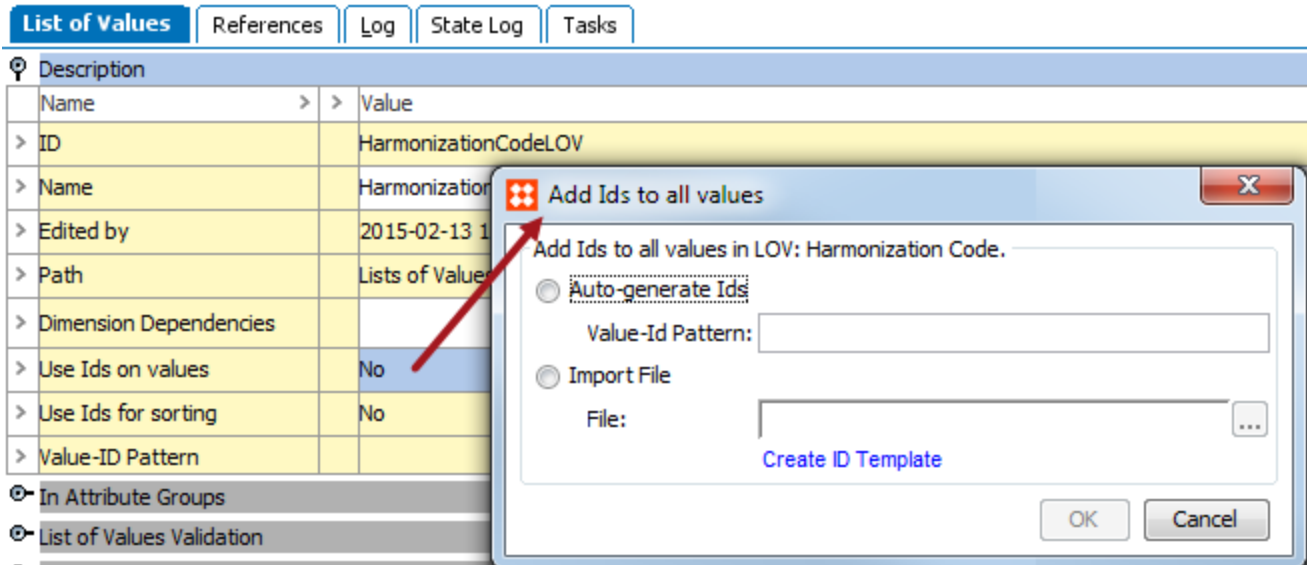 List of Values References Log State Log Tasks
Description
Name > > Value
> ID HarmonizationCodeLOV
> Name Harmonization
> Edited by 2015-02-13 1
> Path Lists of Values
> Dimension Dependencies
> Use Ids on values No
> Use Ids for sorting No
> Value-ID Pattern
In Attribute Groups
List of Values Validation
Add Ids to all values
Add Ids to all values in LOV: Harmonization Code.
Auto-generate Ids
Value-Id Pattern:
Import File
File: ...
Create ID Template
OK Cancel